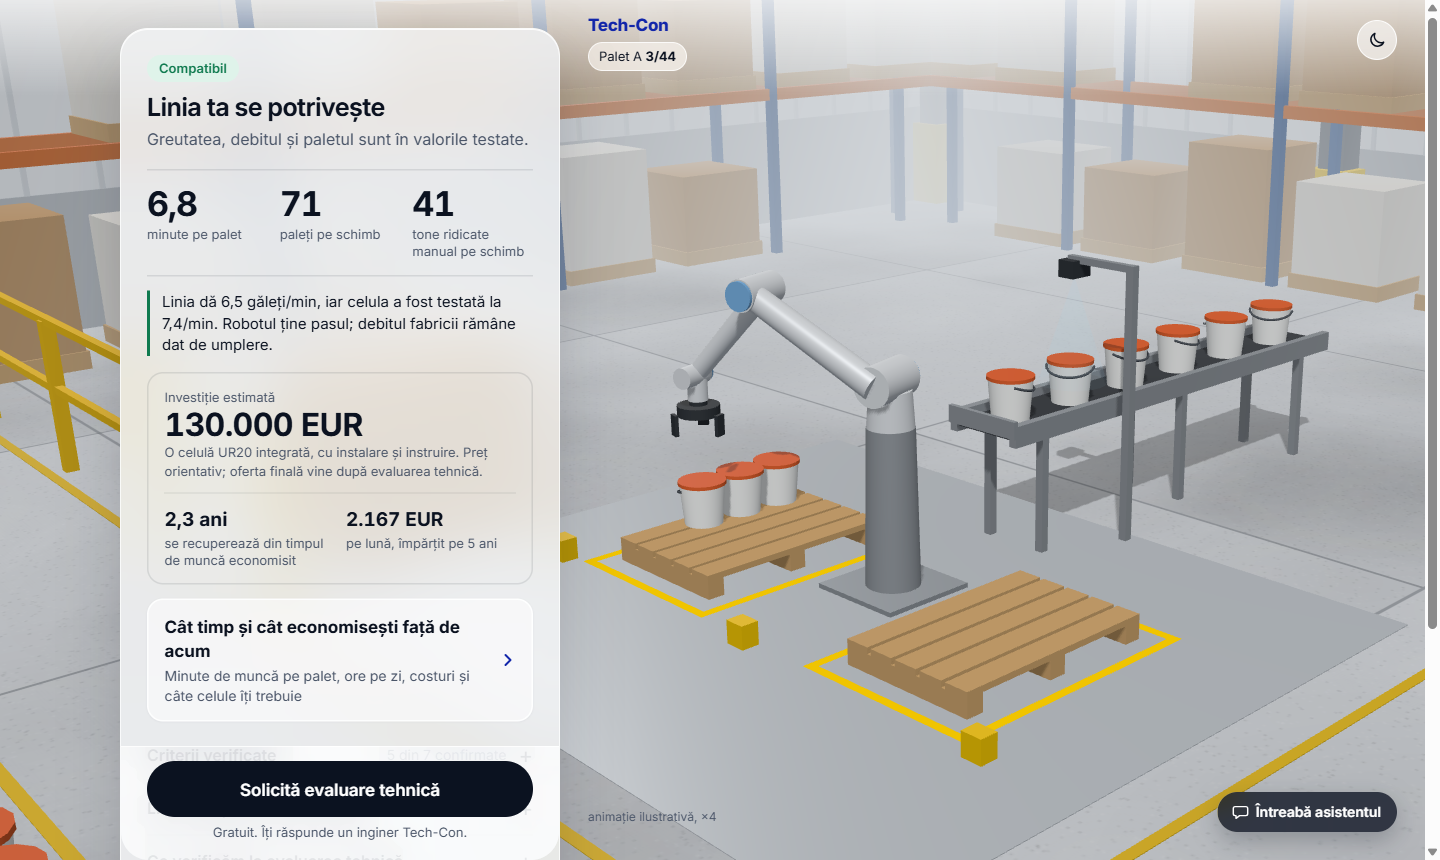 Tech-Con
Palet A 3/44
Compatibil
Linia ta se potrivește
Greutatea, debitul și paletul sunt în valorile testate.
6,8
minute pe palet
71
paleți pe schimb
41
tone ridicate
manual pe schimb
Linia dă 6,5 găleți/min, iar celula a fost testată la
7,4/min. Robotul ține pasul; debitul fabricii rămâne
dat de umplere.
Investiție estimată
130.000 EUR
O celulă UR20 integrată, cu instalare și instruire. Preț
orientativ; oferta finală vine după evaluarea tehnică.
2,3 ani
se recuperează din timpul
de muncă economisit
2.167 EUR
pe lună, împărțit pe 5 ani
Cât timp și cât economisești față de
acum
Minute de muncă pe palet, ore pe zi, costuri și
câte celule îți trebuie
Criterii verificate
5 din 7 confirmate
Solicită evaluare tehnică
Gratuit. Îți răspunde un inginer Tech-Con.
animație ilustrativă, ×4
Întreabă asistentul